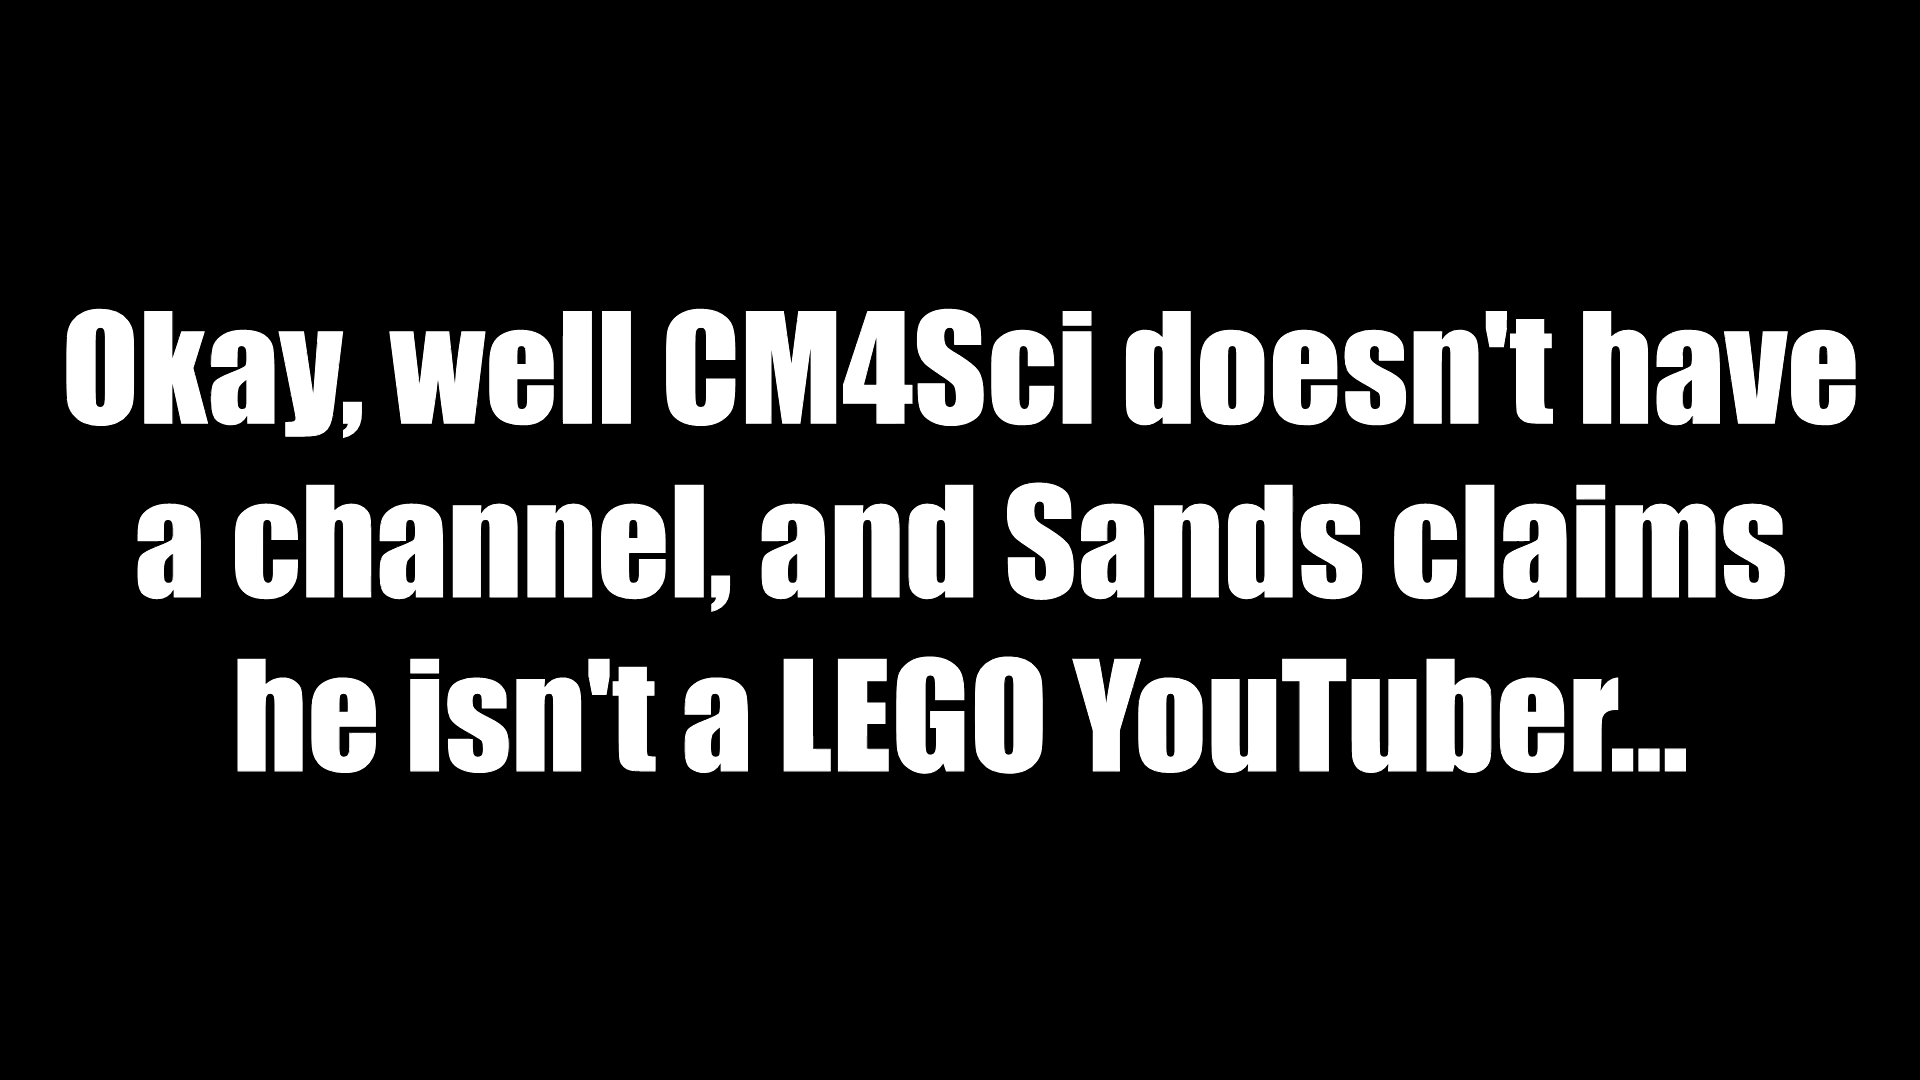 Okay, well CM4Sci doesn't have
a channel, and Sands claims
he isn't a LEGO YouTuber...